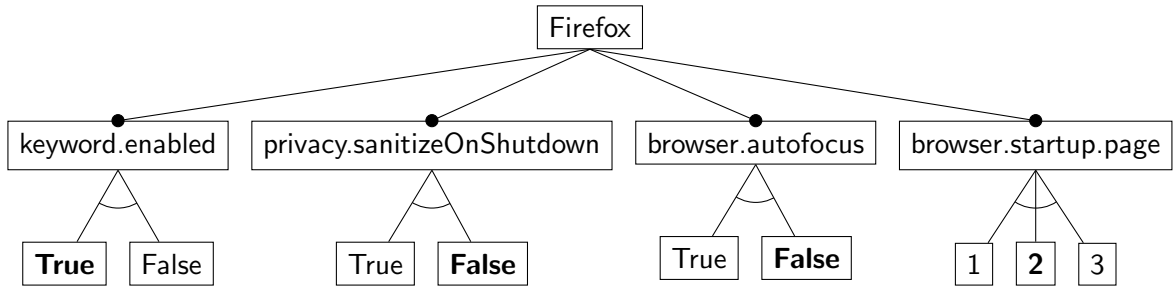 Firefox
keyword.enabled privacy.sanitizeOnShutdown browser.autofocus browser.startup.page
True False True False True False 1 2 3